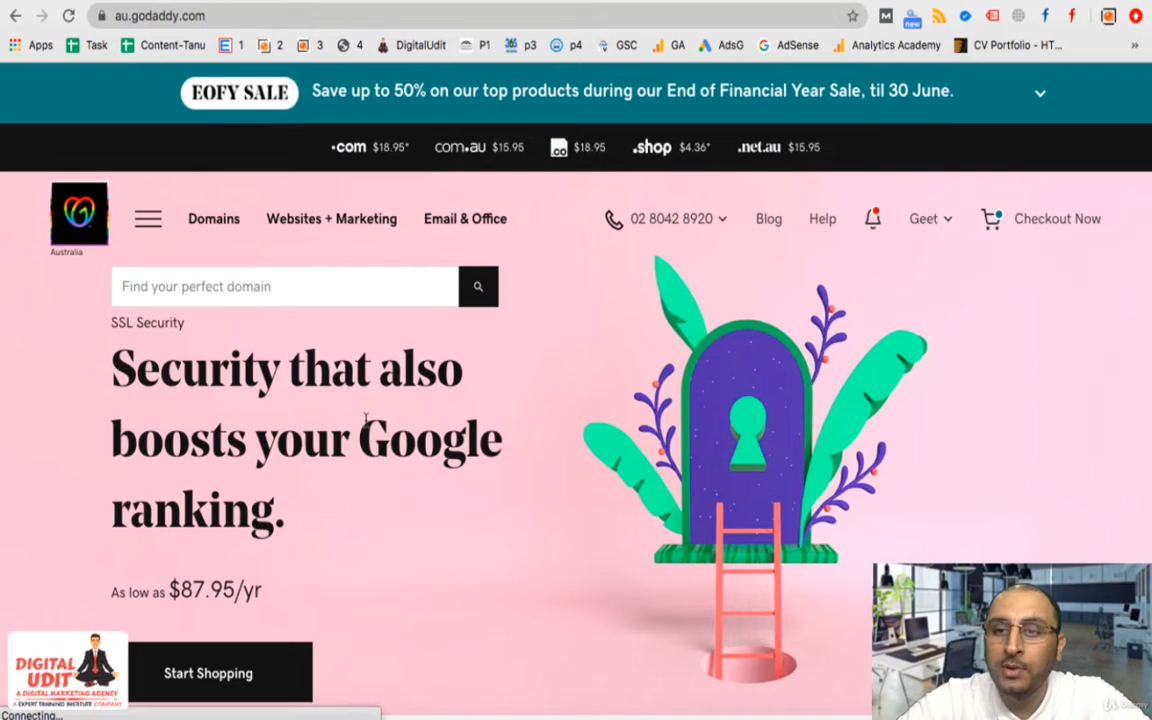 au.godaddy.com
new
Apps Task Content-Tanu 1 2 3 4 DigitalUdit P1 p3 p4 GSC GA AdsG AdSense Analytics Academy CV Portfolio - HT... »
EOFY SALE Save up to 50% on our top products during our End of Financial Year Sale, til 30 June.
.com $18.95* com.au $15.95 .co $18.95 .shop $4.36* .net.au $15.95
Domains Websites + Marketing Email & Office 02 8042 8920 Blog Help Geet Checkout Now
Australia
Find your perfect domain
SSL Security
Security that also
boosts your Google
ranking.
As low as $87.95/yr
Start Shopping
DIGITAL
UDIT
A DIGITAL MARKETING AGENCY
A EXPERT TRAINING INSTITUTE COMPANY
Connecting...
Udemy